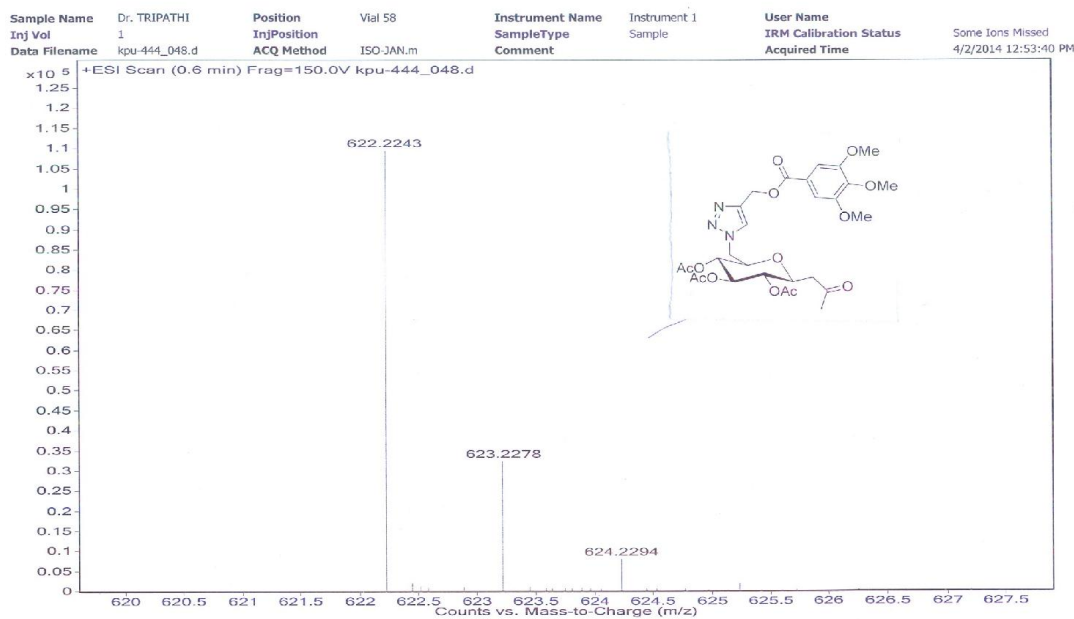 Sample Name Dr. TRIPATHI Position Vial 58 Instrument Name Instrument 1 User Name
Inj Vol 1 InjPosition SampleType Sample IRM Calibration Status Some Ions Missed
Data Filename kpu-444_048.d ACQ Method ISO-JAN.m Comment Acquired Time 4/2/2014 12:53:40 PM
x10 5 +ESI Scan (0.6 min) Frag=150.0V kpu-444_048.d
1.25
1.2
1.15
1.1
1.05
1
0.95
0.9
0.85
0.8
0.75
0.7
0.65
0.6
0.55
0.5
0.45
0.4
0.35
0.3
0.25
0.2
0.15
0.1
0.05
0
622.2243
623.2278
624.2294
O
OMe
OMe
OMe
O
N
N
N
O
AcO
AcO
OAc
O
620 620.5 621 621.5 622 622.5 623 623.5 624 624.5 625 625.5 626 626.5 627 627.5
Counts vs. Mass-to-Charge (m/z)